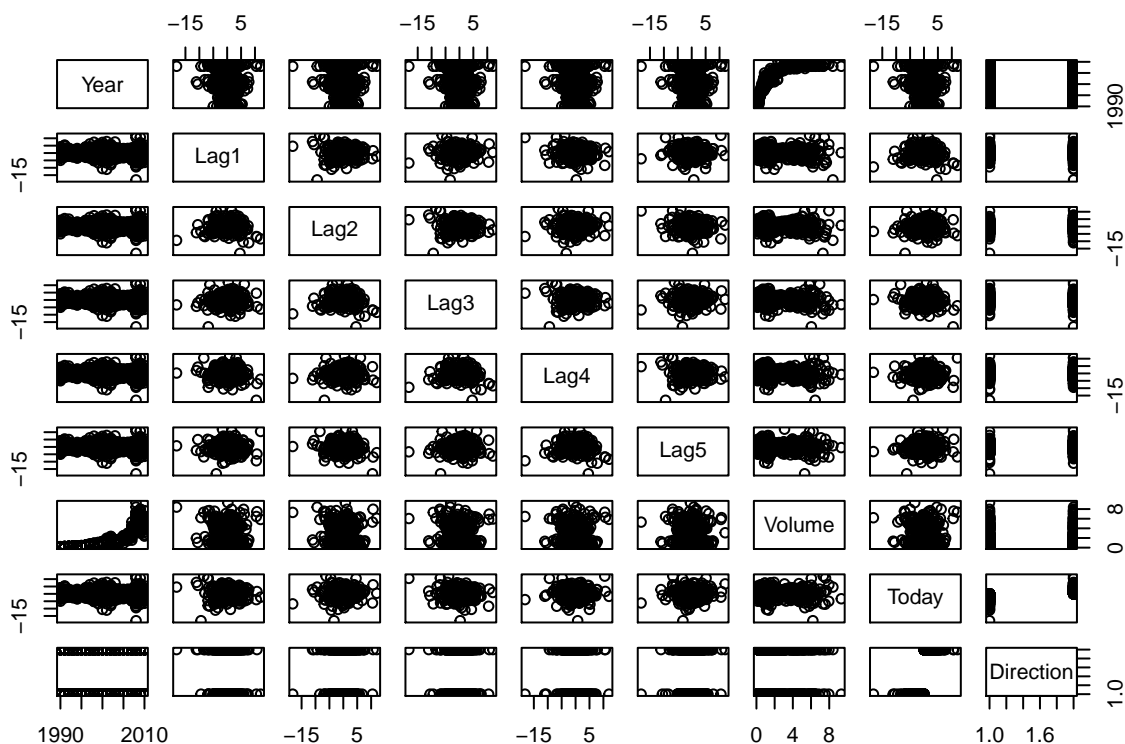 −15 5 −15 5 −15 5
Year 1990
−15 Lag1
Lag2 −15
−15 Lag3
Lag4 −15
−15 Lag5
Volume 0 8
−15 Today
Direction 1.0
1990 2010 −15 5 −15 5 0 4 8 1.0 1.6